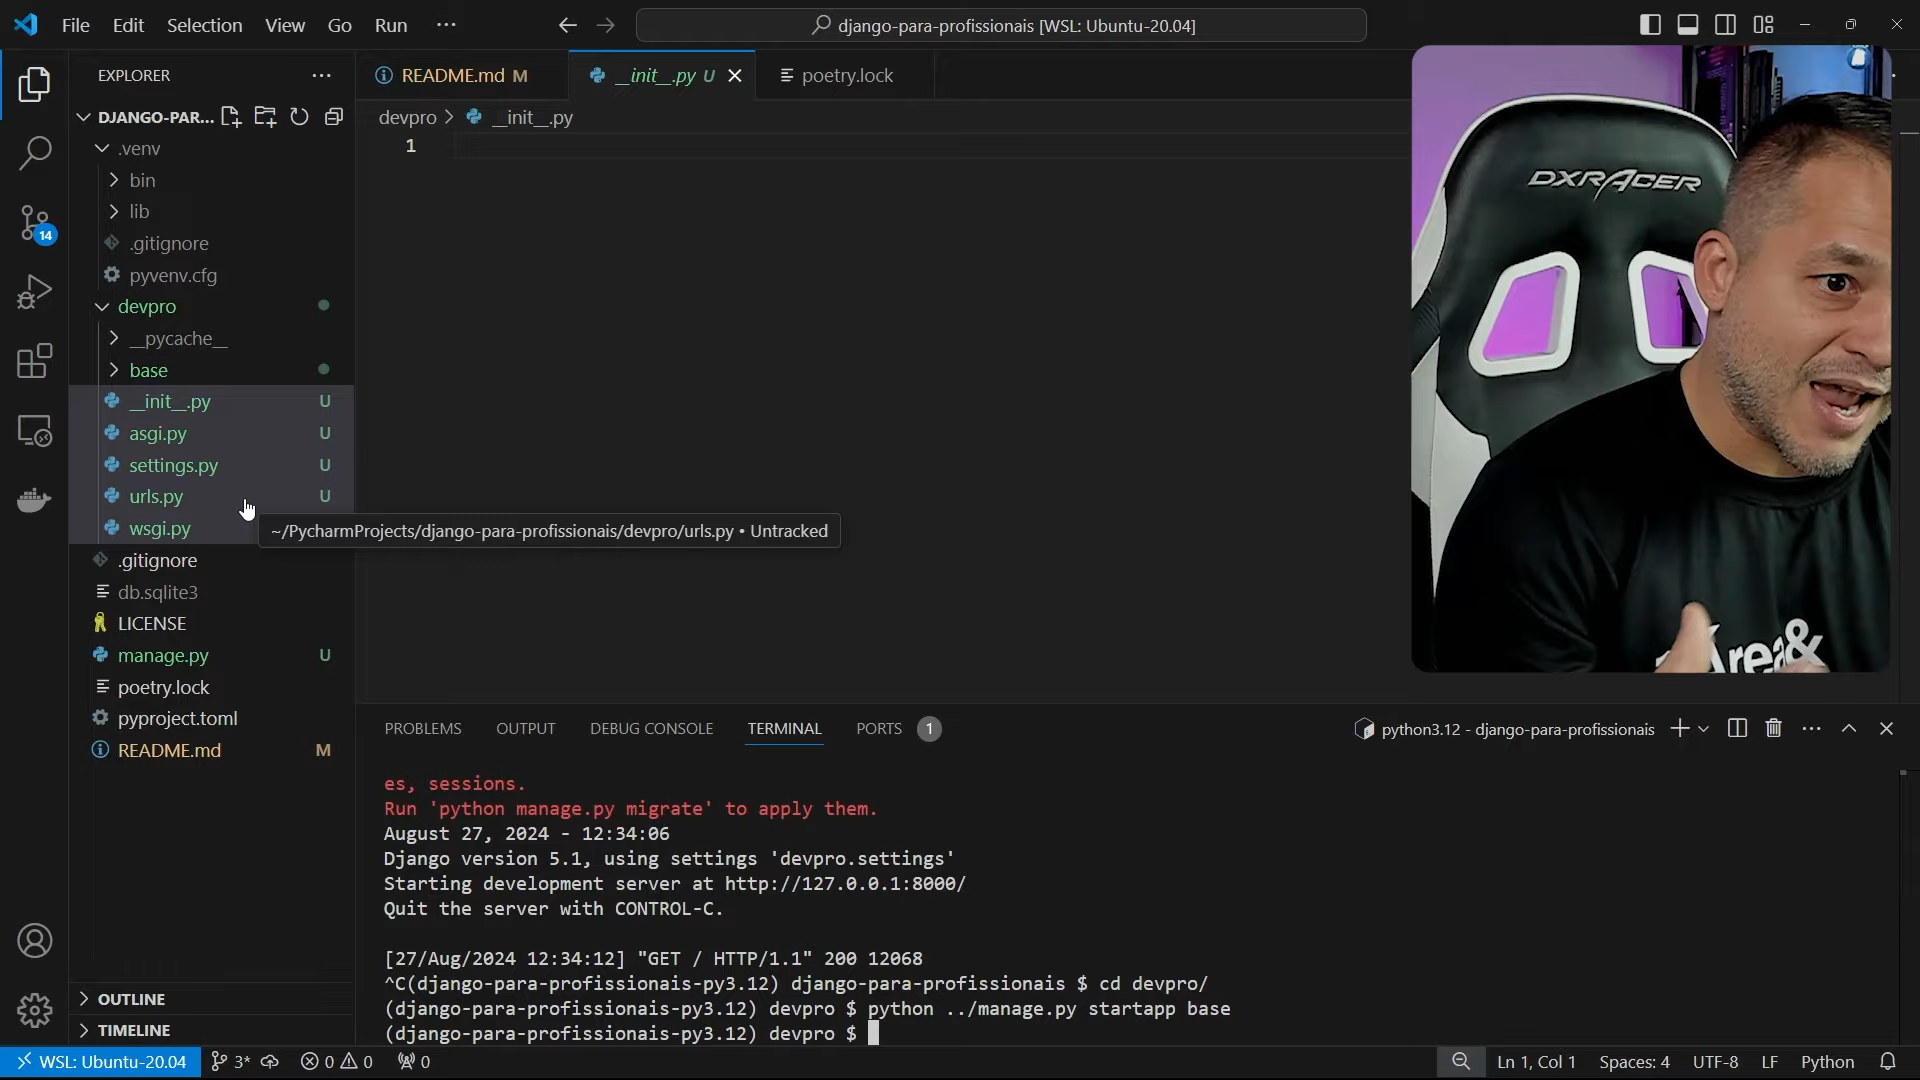 File Edit Selection View Go Run ···
django-para-profissionais [WSL: Ubuntu-20.04]
EXPLORER
DJANGO-PAR...
.venv
bin
lib
.gitignore
pyvenv.cfg
devpro
__pycache__
base
__init__.py U
asgi.py U
settings.py U
urls.py U
wsgi.py
.gitignore
db.sqlite3
LICENSE
manage.py U
poetry.lock
pyproject.toml
README.md M
OUTLINE
TIMELINE
14
README.md M
__init__.py U
poetry.lock
devpro > __init__.py
1
~/PycharmProjects/django-para-profissionais/devpro/urls.py • Untracked
DXRACER
Area&
PROBLEMS OUTPUT DEBUG CONSOLE TERMINAL PORTS 1
python3.12 - django-para-profissionais
es, sessions.
Run 'python manage.py migrate' to apply them.
August 27, 2024 - 12:34:06
Django version 5.1, using settings 'devpro.settings'
Starting development server at http://127.0.0.1:8000/
Quit the server with CONTROL-C.
[27/Aug/2024 12:34:12] "GET / HTTP/1.1" 200 12068
^C(django-para-profissionais-py3.12) django-para-profissionais $ cd devpro/
(django-para-profissionais-py3.12) devpro $ python ../manage.py startapp base
(django-para-profissionais-py3.12) devpro $
WSL: Ubuntu-20.04 3* 0 0 0
Ln 1, Col 1 Spaces: 4 UTF-8 LF Python